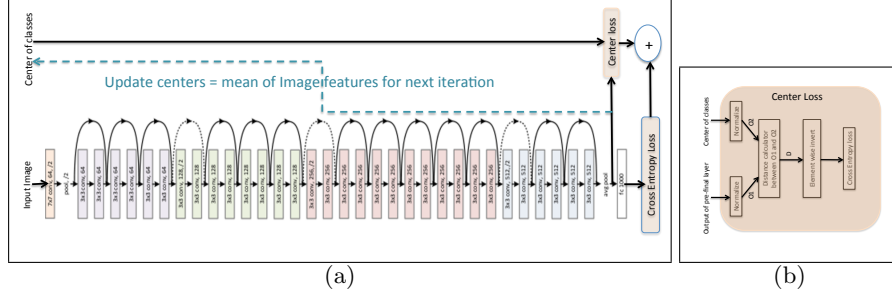 Center of classes
Center loss
+
Update centers = mean of Image features for next iteration
Input Image
7x7 conv, 64, /2
pool, /2
3x3 conv, 64
3x3 conv, 64
3x3 conv, 64
3x3 conv, 64
3x3 conv, 64
3x3 conv, 64
3x3 conv, 128, /2
3x3 conv, 128
3x3 conv, 128
3x3 conv, 128
3x3 conv, 128
3x3 conv, 128
3x3 conv, 128
3x3 conv, 128
3x3 conv, 256, /2
3x3 conv, 256
3x3 conv, 256
3x3 conv, 256
3x3 conv, 256
3x3 conv, 256
3x3 conv, 256
3x3 conv, 256
3x3 conv, 256
3x3 conv, 256
3x3 conv, 256
3x3 conv, 256
3x3 conv, 512, /2
3x3 conv, 512
3x3 conv, 512
3x3 conv, 512
3x3 conv, 512
3x3 conv, 512
avg pool
fc 1000
Cross Entropy Loss
(a)
Center Loss
Center of classes
Normalize
O2
Output of pre-final layer
Normalise
O1
Distance calculator
between O1 and O2
D
Element wise invert
Cross Entropy loss
(b)